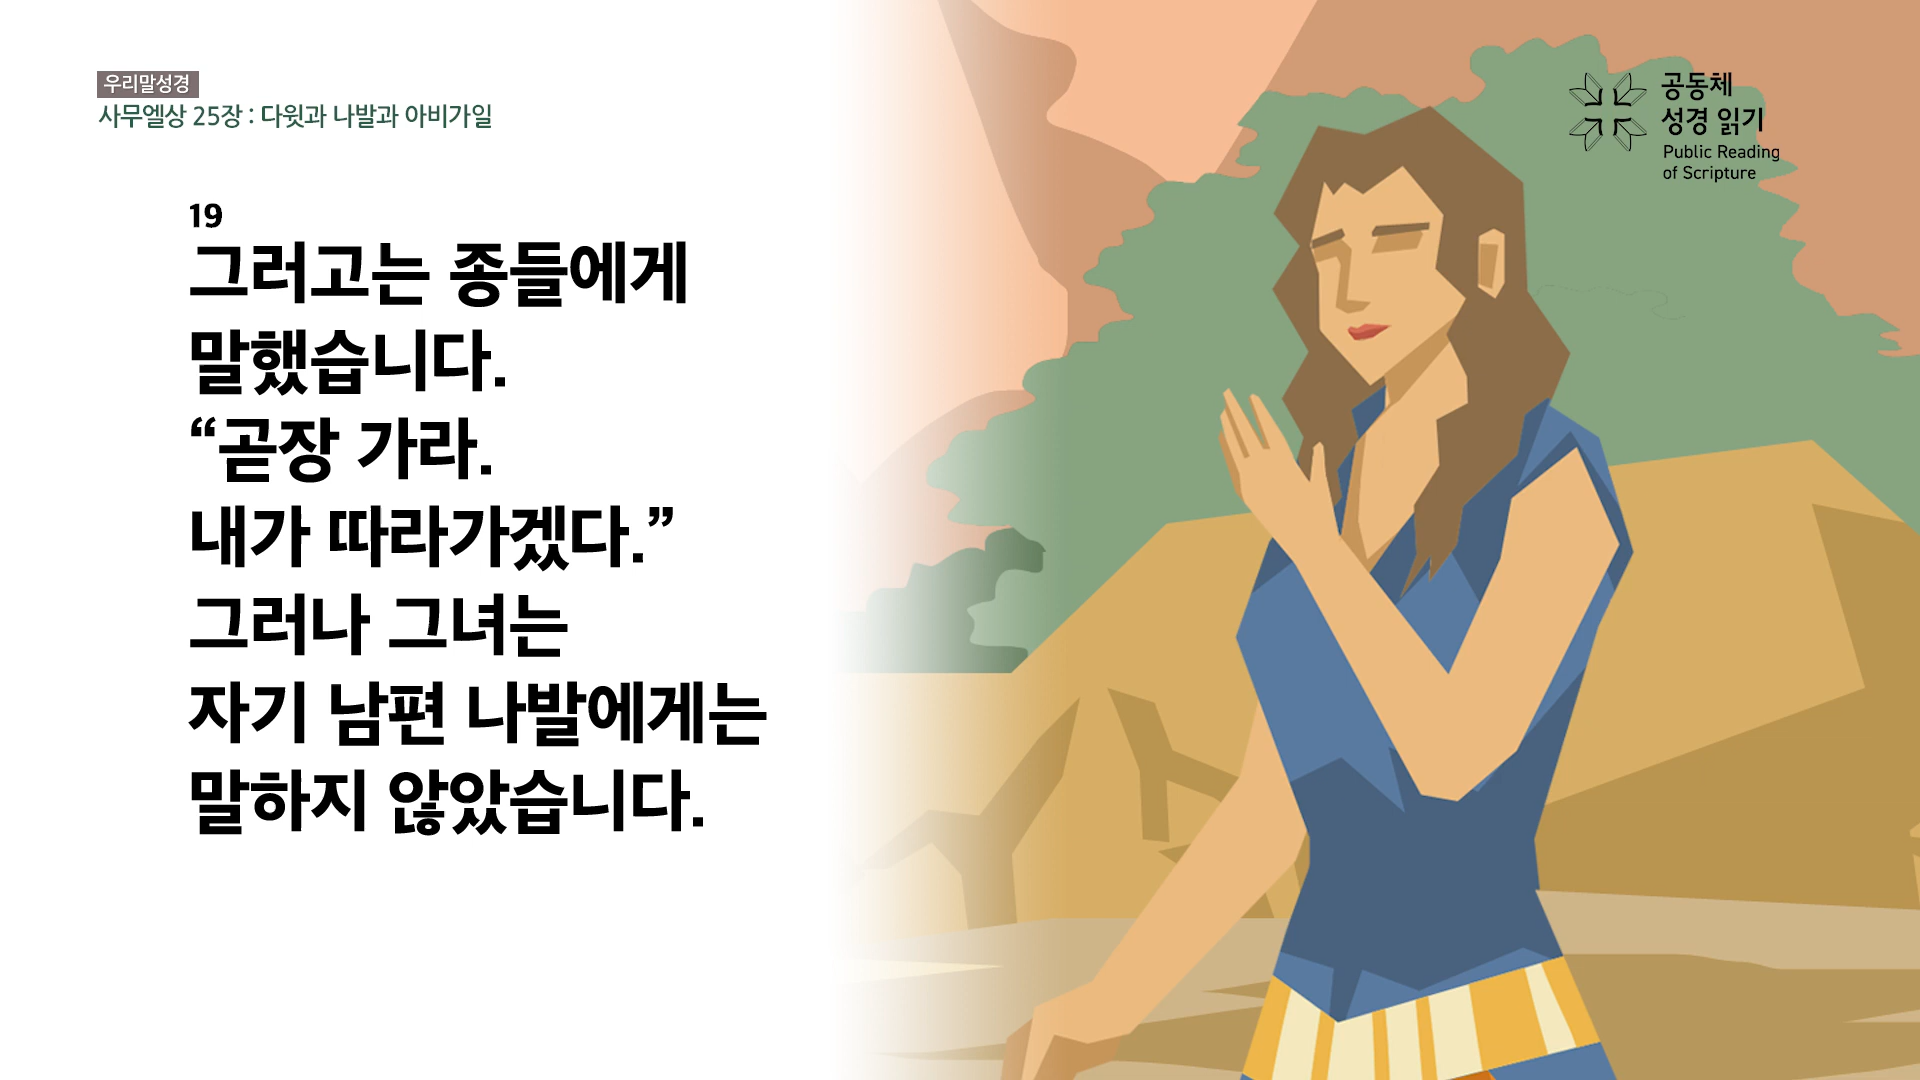 우리말성경
사무엘상 25장 : 다윗과 나발과 아비가일
공동체
성경 읽기
Public Reading
of Scripture
19
그러고는 종들에게
말했습니다.
“곧장 가라.
내가 따라가겠다.”
그러나 그녀는
자기 남편 나발에게는
말하지 않았습니다.